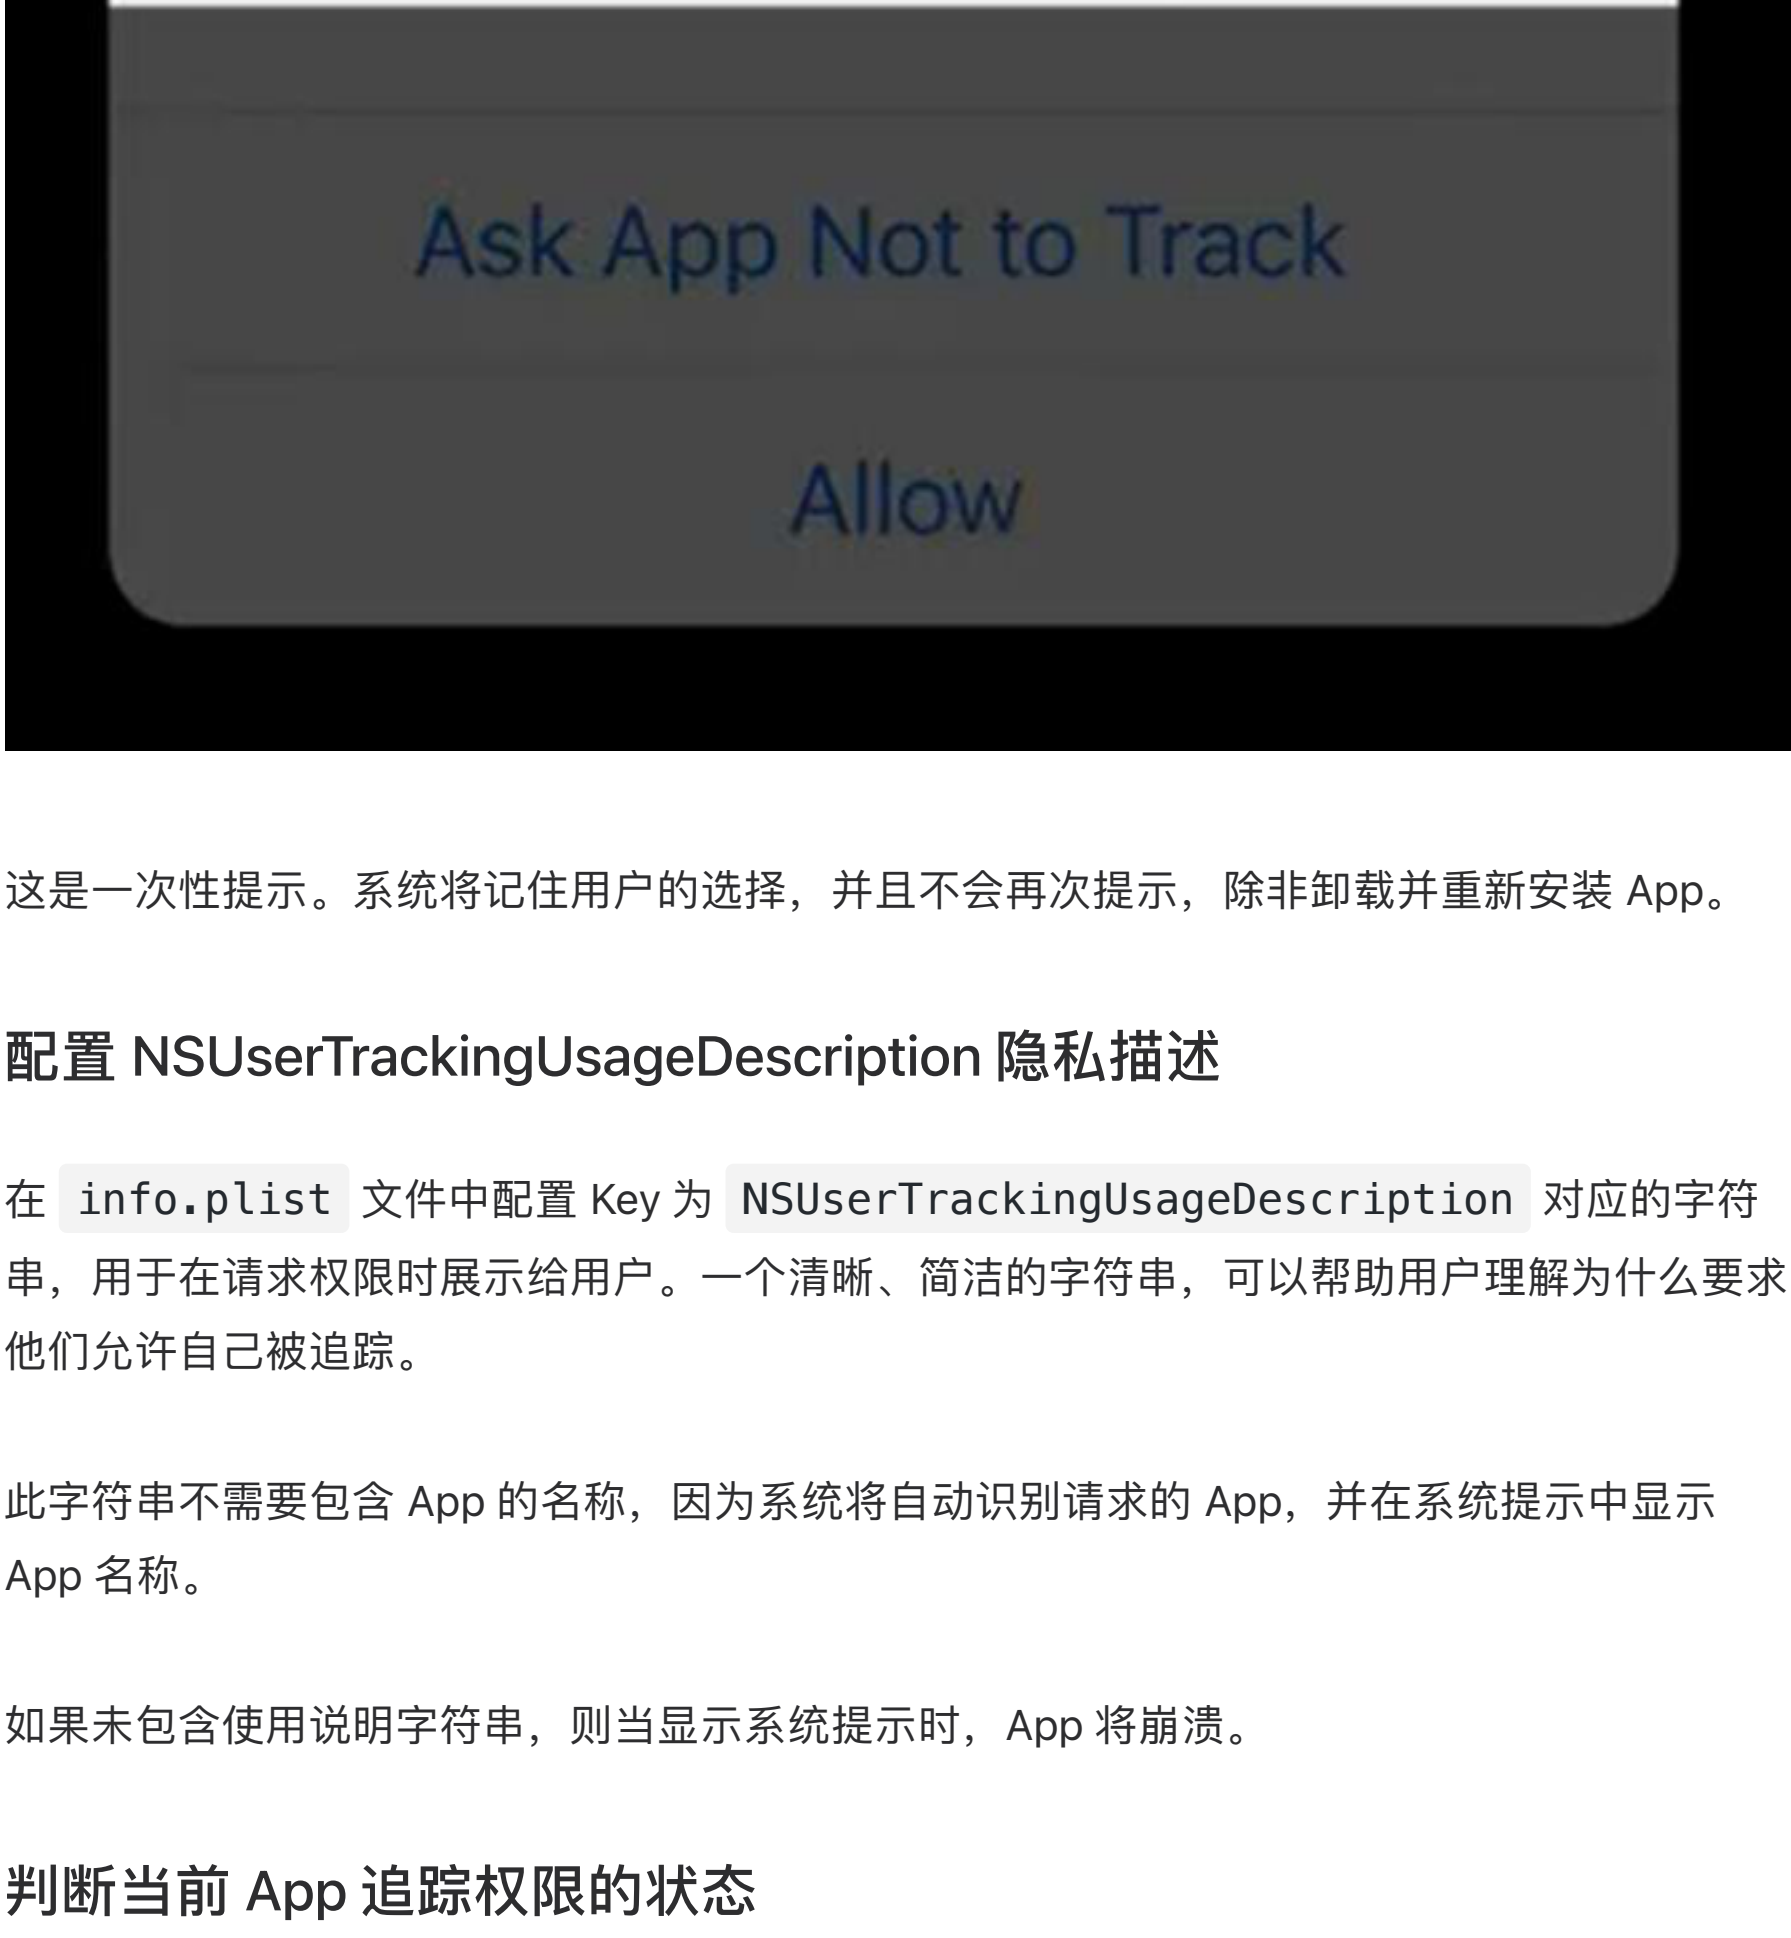 Ask App Not to Track
Allow
这是一次性提示。系统将记住用户的选择，并且不会再次提示，除非卸载并重新安装 App。
配置 NSUserTrackingUsageDescription 隐私描述
在 info.plist 文件中配置 Key 为 NSUserTrackingUsageDescription 对应的字符
串，用于在请求权限时展示给用户。一个清晰、简洁的字符串，可以帮助用户理解为什么要求
他们允许自己被追踪。
此字符串不需要包含 App 的名称，因为系统将自动识别请求的 App，并在系统提示中显示
App 名称。
如果未包含使用说明字符串，则当显示系统提示时，App 将崩溃。
判断当前 App 追踪权限的状态